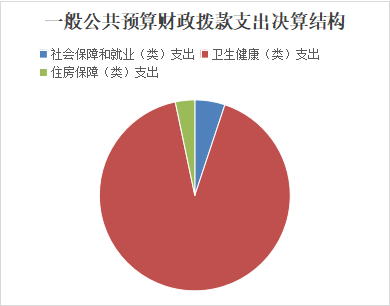 一般公共预算财政拨款支出决算结构
社会保障和就业（类）支出 卫生健康（类）支出
住房保障（类）支出